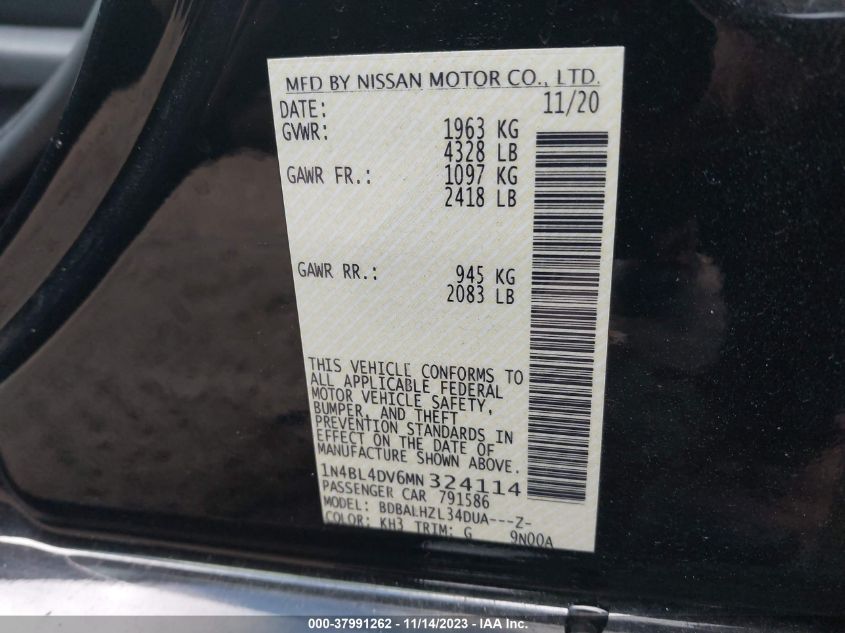 MFD BY NISSAN MOTOR CO., LTD.
DATE: 11/20
GVWR: 1963 KG
4328 LB
GAWR FR.: 1097 KG
2418 LB
GAWR RR.: 945 KG
2083 LB
THIS VEHICLE CONFORMS TO
ALL APPLICABLE FEDERAL
MOTOR VEHICLE SAFETY,
BUMPER, AND THEFT
PREVENTION STANDARDS IN
EFFECT ON THE DATE OF
MANUFACTURE SHOWN ABOVE.
1N4BL4DV6MN324114
PASSENGER CAR 791586
MODEL: BDBALHZL34DUA---Z-
COLOR: KH3 TRIM: G 9N00A
000-37991262 - 11/14/2023 - IAA Inc.